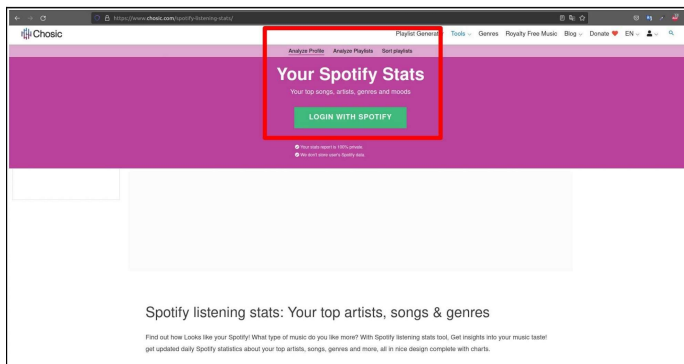 https://www.chosic.com/spotify-listening-stats/
Chosic
Playlist Generator Tools Genres Royalty Free Music Blog Donate EN
Analyze Profile Analyze Playlists Sort playlists
Your Spotify Stats
Your top songs, artists, genres and moods
LOGIN WITH SPOTIFY
Your stats report is 100% private.
We don't store user's Spotify data.
Spotify listening stats: Your top artists, songs & genres
Find out how Looks like your Spotify! What type of music do you like more? With Spotify listening stats tool, Get insights into your music taste!
get updated daily Spotify statistics about your top artists, songs, genres and more, all in nice design complete with charts.